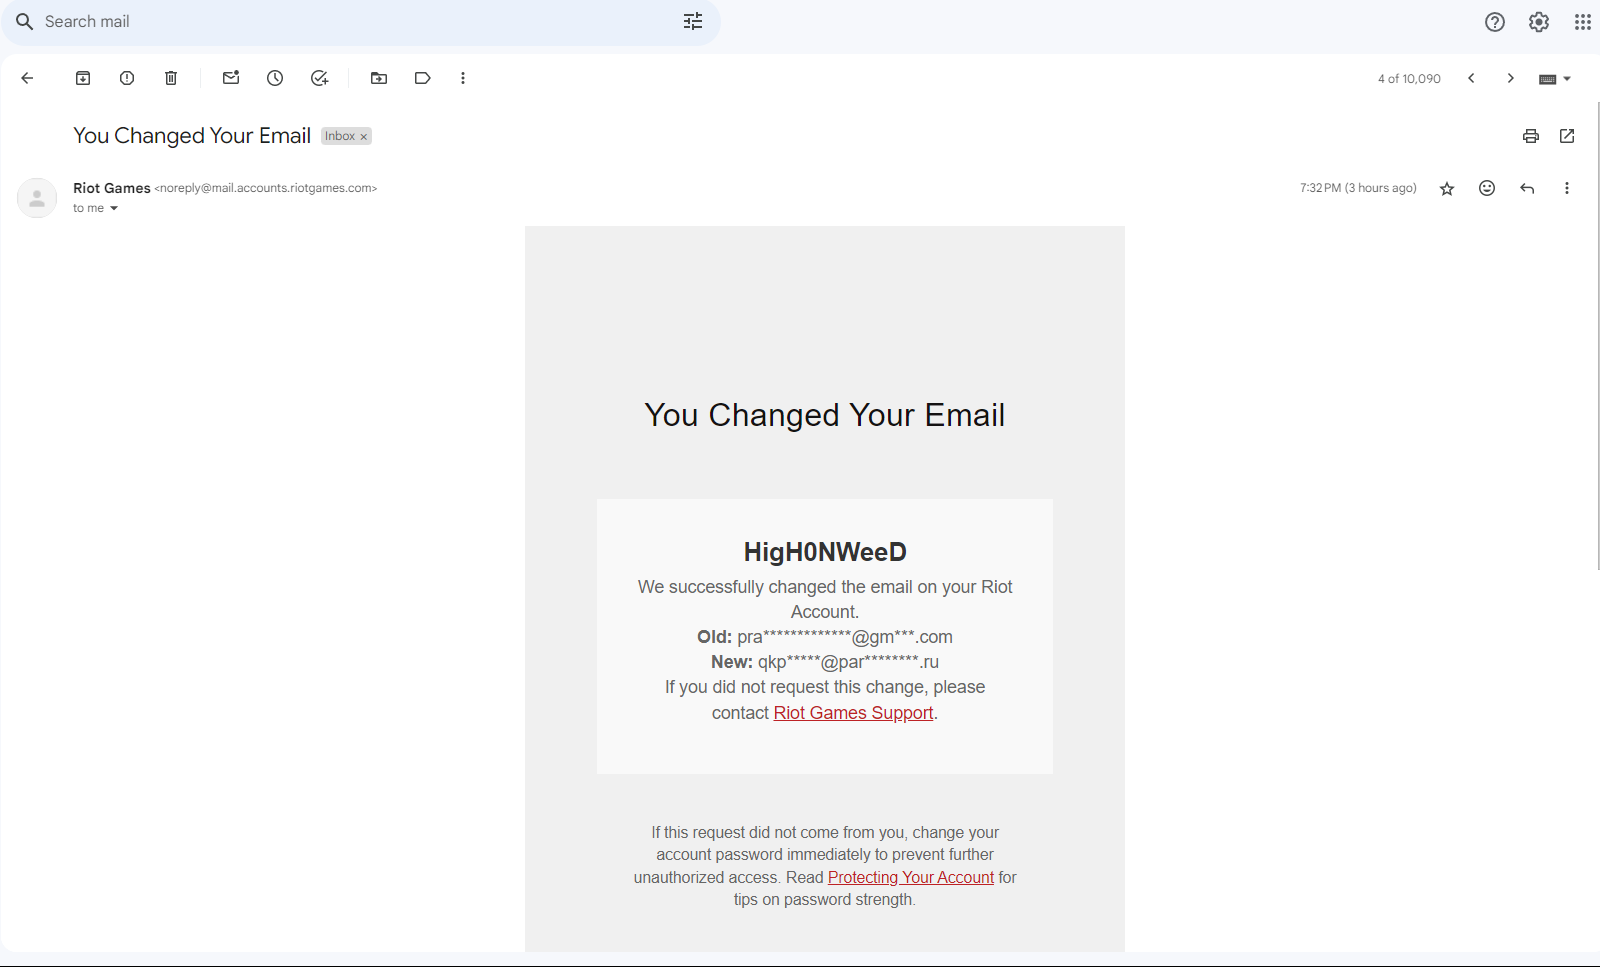 Search mail
4 of 10,090
You Changed Your Email Inbox ×
Riot Games <noreply@mail.accounts.riotgames.com>
7:32 PM (3 hours ago)
to me
You Changed Your Email
HigH0NWeeD
We successfully changed the email on your Riot
Account.
Old: pra*************@gm***.com
New: qkp*****@par********.ru
If you did not request this change, please
contact Riot Games Support.
If this request did not come from you, change your
account password immediately to prevent further
unauthorized access. Read Protecting Your Account for
tips on password strength.